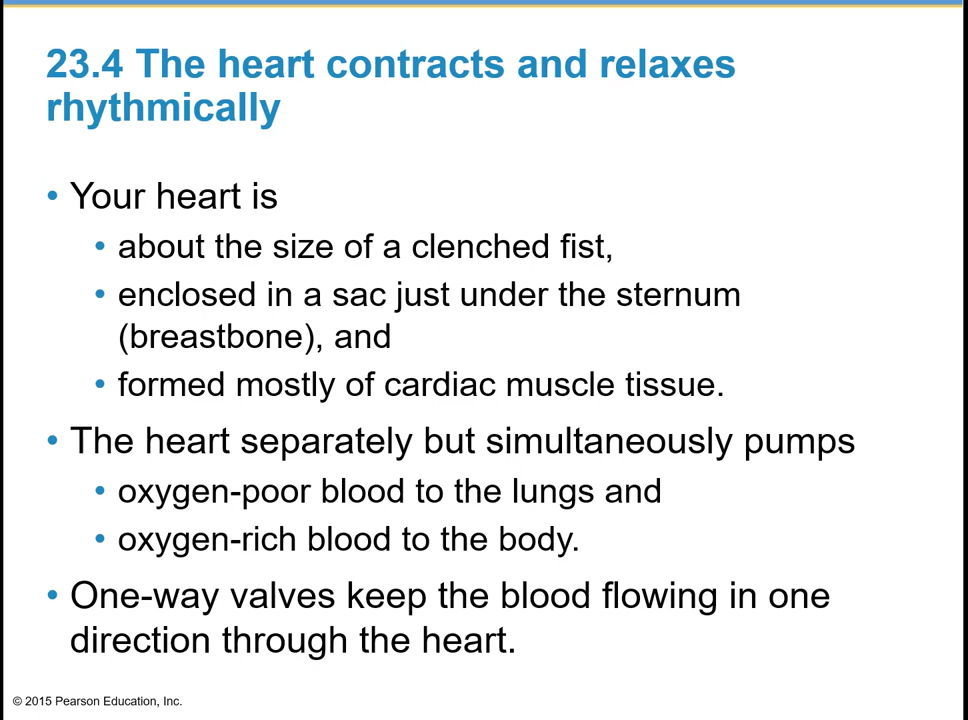 23.4 The heart contracts and relaxes
rhythmically
• Your heart is
• about the size of a clenched fist,
• enclosed in a sac just under the sternum
(breastbone), and
• formed mostly of cardiac muscle tissue.
• The heart separately but simultaneously pumps
• oxygen-poor blood to the lungs and
• oxygen-rich blood to the body.
• One-way valves keep the blood flowing in one
direction through the heart.
© 2015 Pearson Education, Inc.